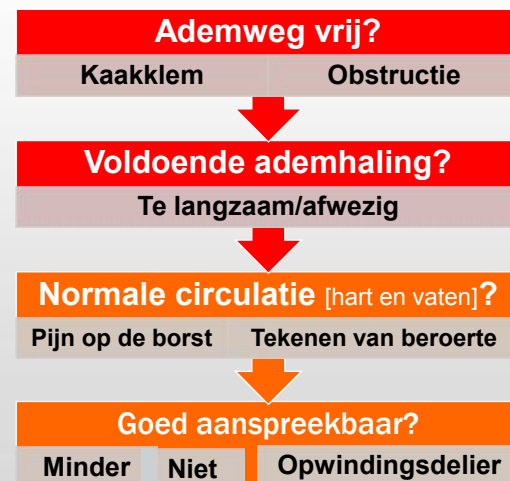 Ademweg vrij?
Kaakklem Obstructie
Voldoende ademhaling?
Te langzaam/afwezig
Normale circulatie [hart en vaten]?
Pijn op de borst Tekenen van beroerte
Goed aanspreekbaar?
Minder Niet Opwindingsdelier